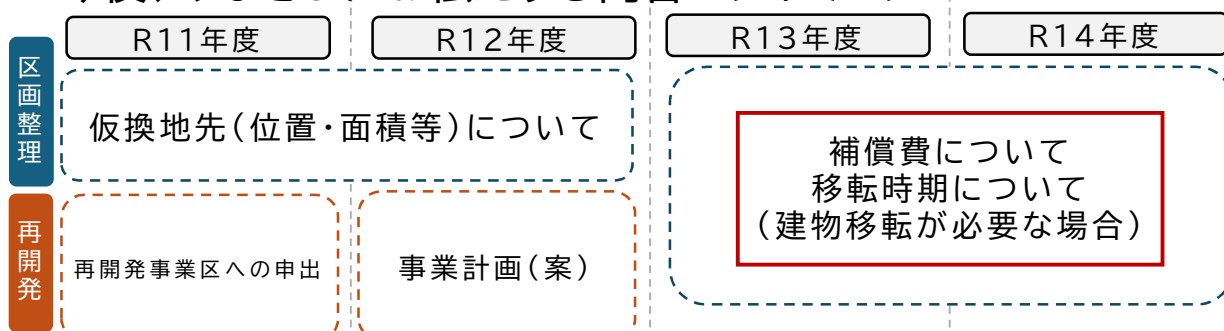 R11年度
R12年度
R13年度
R14年度
区画整理
仮換地先(位置・面積等)について
補償費について
移転時期について
(建物移転が必要な場合)
再開発
再開発事業区への申出
事業計画(案)